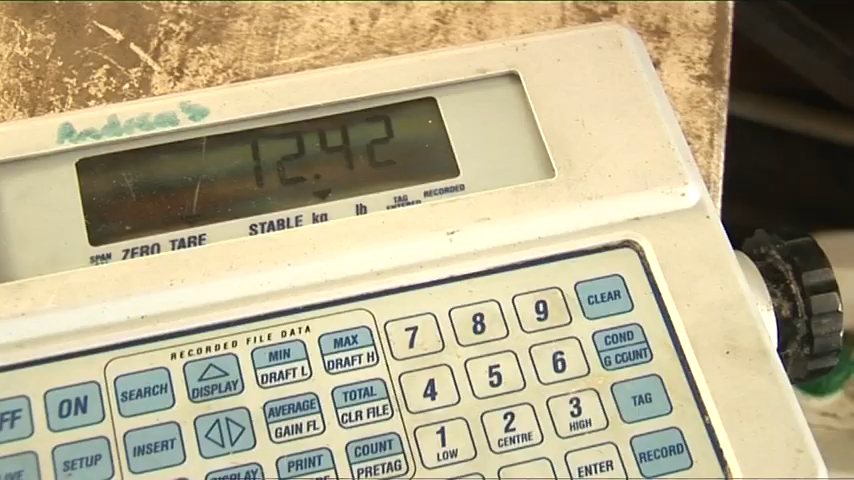 Andrea's
12.42
SPAN ZERO TARE STABLE kg lb TAG ENTERED RECORDED
RECORDED FILE DATA
ON SEARCH DISPLAY MIN DRAFT L MAX DRAFT H 7 8 9 CLEAR
SETUP INSERT AVERAGE GAIN FL TOTAL CLR FILE 4 5 6 COND G COUNT
DISPLAY PRINT COUNT PRETAG 1 LOW 2 CENTRE 3 HIGH TAG
ENTER RECORD